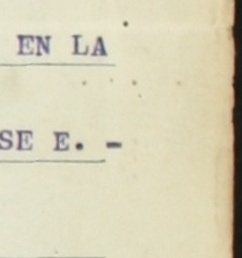 EN LA
SE E. -